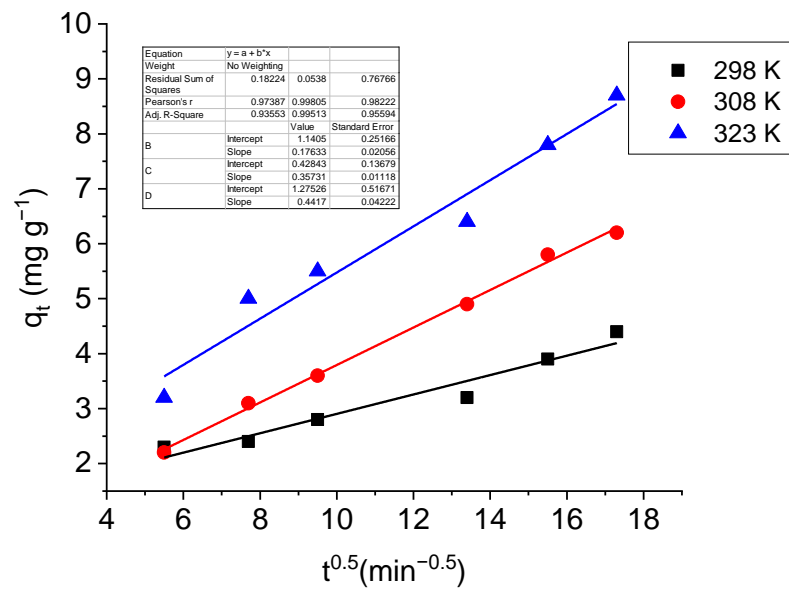 10
9
8
7
6
5
4
3
2
q_t (mg g⁻¹)
Equation y = a + b*x
Weight No Weighting
Residual Sum of Squares 0.18224 0.0538 0.76766
Pearson's r 0.97387 0.99805 0.98222
Adj. R-Square 0.93553 0.99513 0.95594
Value Standard Error
B Intercept 1.1405 0.25166
Slope 0.17633 0.02056
C Intercept 0.42843 0.13679
Slope 0.35731 0.01118
D Intercept 1.27526 0.51671
Slope 0.4417 0.04222
298 K
308 K
323 K
4 6 8 10 12 14 16 18
t⁰·⁵(min⁻⁰·⁵)